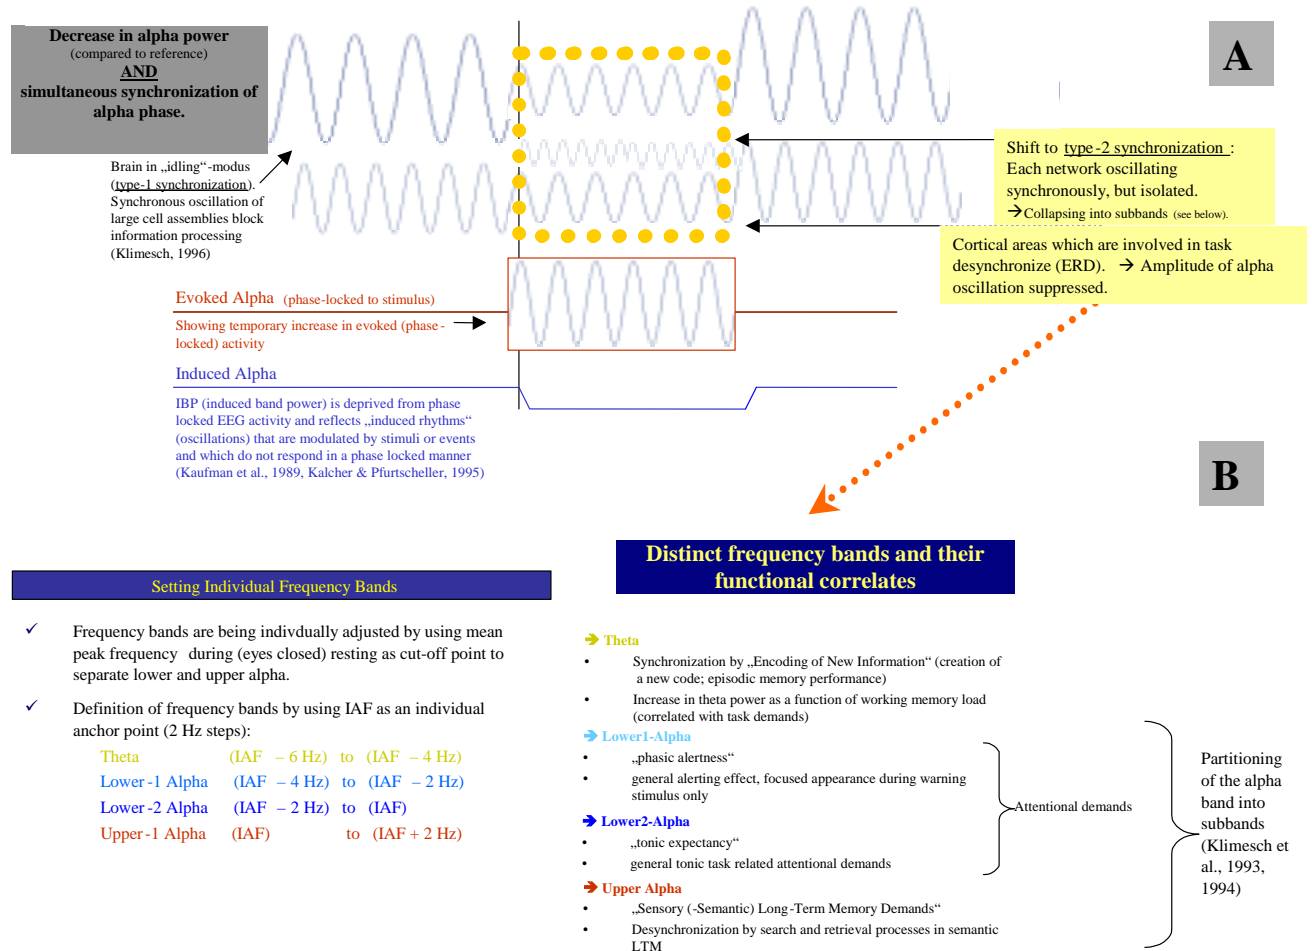 Decrease in alpha power
(compared to reference)
AND
simultaneous synchronization of
alpha phase.
A
Brain in „idling“-modus
(type-1 synchronization).
Synchronous oscillation of
large cell assemblies block
information processing
(Klimesch, 1996)
Shift to type-2 synchronization :
Each network oscillating
synchronously, but isolated.
→Collapsing into subbands (see below).
Cortical areas which are involved in task
desynchronize (ERD). → Amplitude of alpha
oscillation suppressed.
Evoked Alpha (phase-locked to stimulus)
Showing temporary increase in evoked (phase-
locked) activity
Induced Alpha
IBP (induced band power) is deprived from phase
locked EEG activity and reflects „induced rhythms“
(oscillations) that are modulated by stimuli or events
and which do not respond in a phase locked manner
(Kaufman et al., 1989, Kalcher & Pfurtscheller, 1995)
B
Setting Individual Frequency Bands
✓ Frequency bands are being indivdually adjusted by using mean
peak frequency during (eyes closed) resting as cut-off point to
separate lower and upper alpha.
✓ Definition of frequency bands by using IAF as an individual
anchor point (2 Hz steps):
Theta (IAF – 6 Hz) to (IAF – 4 Hz)
Lower-1 Alpha (IAF – 4 Hz) to (IAF – 2 Hz)
Lower-2 Alpha (IAF – 2 Hz) to (IAF)
Upper-1 Alpha (IAF) to (IAF + 2 Hz)
Distinct frequency bands and their
functional correlates
➔ Theta
• Synchronization by „Encoding of New Information“ (creation of
a new code; episodic memory performance)
• Increase in theta power as a function of working memory load
(correlated with task demands)
➔ Lower1-Alpha
• „phasic alertness“
• general alerting effect, focused appearance during warning
stimulus only
➔ Lower2-Alpha
• „tonic expectancy“
• general tonic task related attentional demands
➔ Upper Alpha
• „Sensory (-Semantic) Long-Term Memory Demands“
• Desynchronization by search and retrieval processes in semantic
LTM
Attentional demands
Partitioning
of the alpha
band into
subbands
(Klimesch et
al., 1993,
1994)